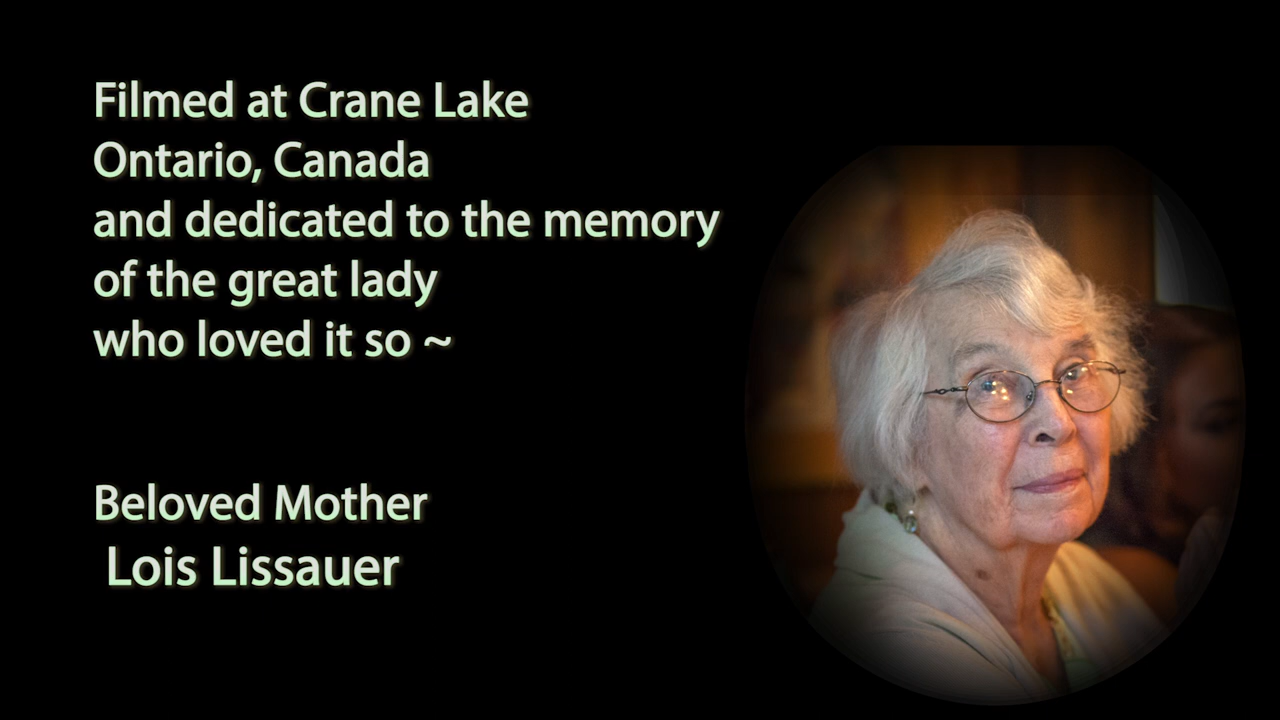 Filmed at Crane Lake
Ontario, Canada
and dedicated to the memory
of the great lady
who loved it so ~
Beloved Mother
Lois Lissauer